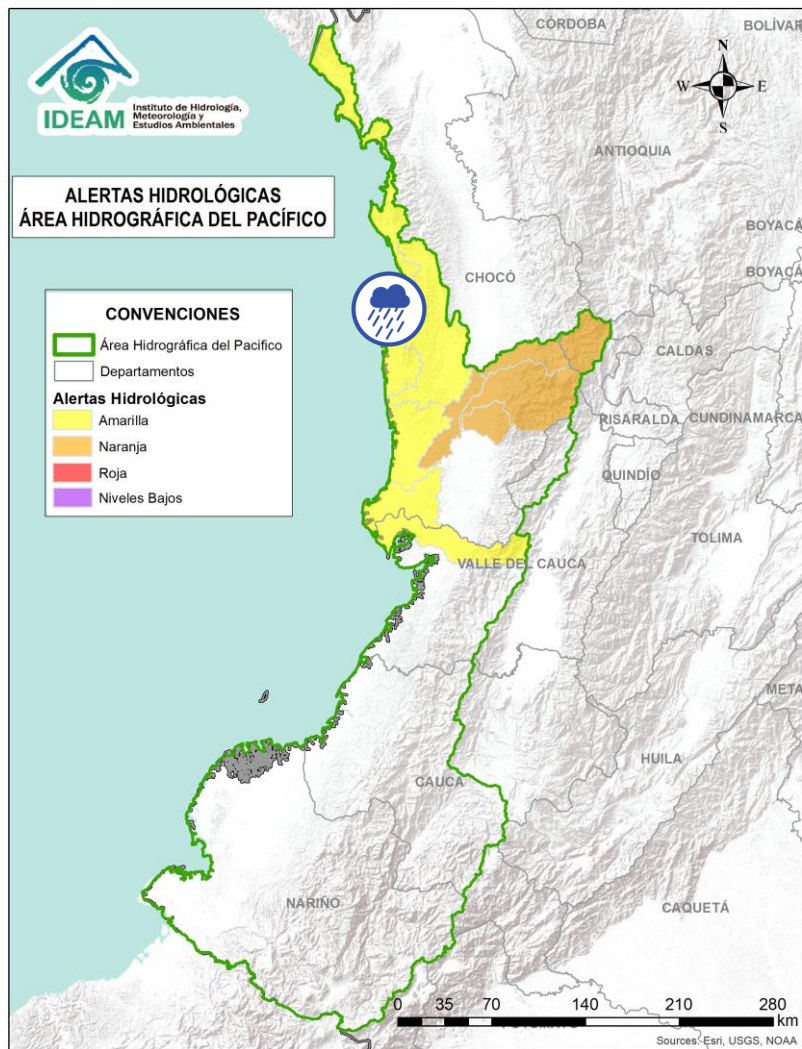 CÓRDOBA
BOLÍVAR
N
W E
S
IDEAM
Instituto de Hidrología,
Meteorología y
Estudios Ambientales
ANTIOQUIA
ALERTAS HIDROLÓGICAS
ÁREA HIDROGRÁFICA DEL PACÍFICO
BOYACÁ
BOYACÁ
CHOCÓ
CONVENCIONES
Área Hidrográfica del Pacifico
Departamentos
Alertas Hidrológicas
Amarilla
Naranja
Roja
Niveles Bajos
CALDAS
RISARALDA
CUNDINAMARCA
QUINDÍO
TOLIMA
VALLE DEL CAUCA
META
HUILA
CAUCA
NARIÑO
CAQUETÁ
0 35 70 140 210 280
km
Sources: Esri, USGS, NOAA